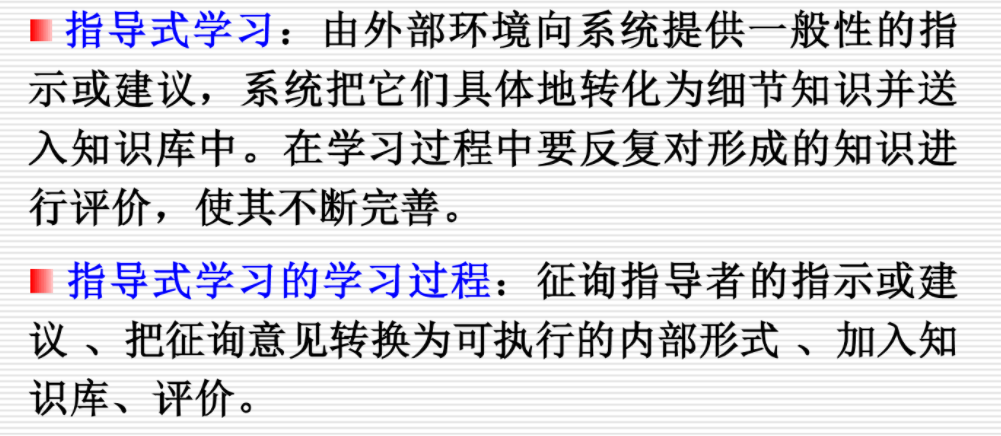 指导式学习：由外部环境向系统提供一般性的指
示或建议，系统把它们具体地转化为细节知识并送
入知识库中。在学习过程中要反复对形成的知识进
行评价，使其不断完善。
指导式学习的学习过程：征询指导者的指示或建
议 、把征询意见转换为可执行的内部形式 、加入知
识库、评价。